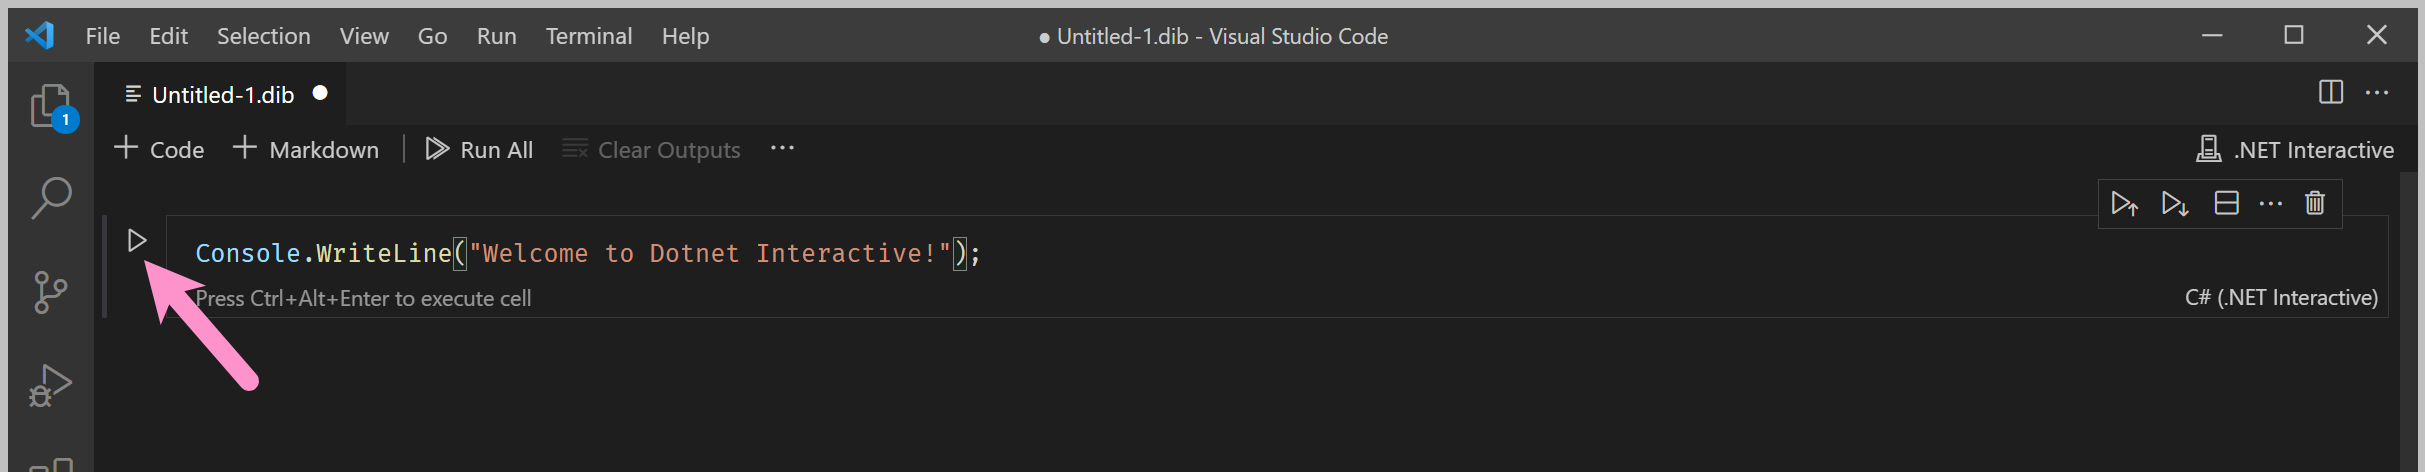 File Edit Selection View Go Run Terminal Help ● Untitled-1.dib - Visual Studio Code
Untitled-1.dib
1
Code Markdown Run All Clear Outputs ··· .NET Interactive
Console.WriteLine("Welcome to Dotnet Interactive!");
Press Ctrl+Alt+Enter to execute cell C# (.NET Interactive)